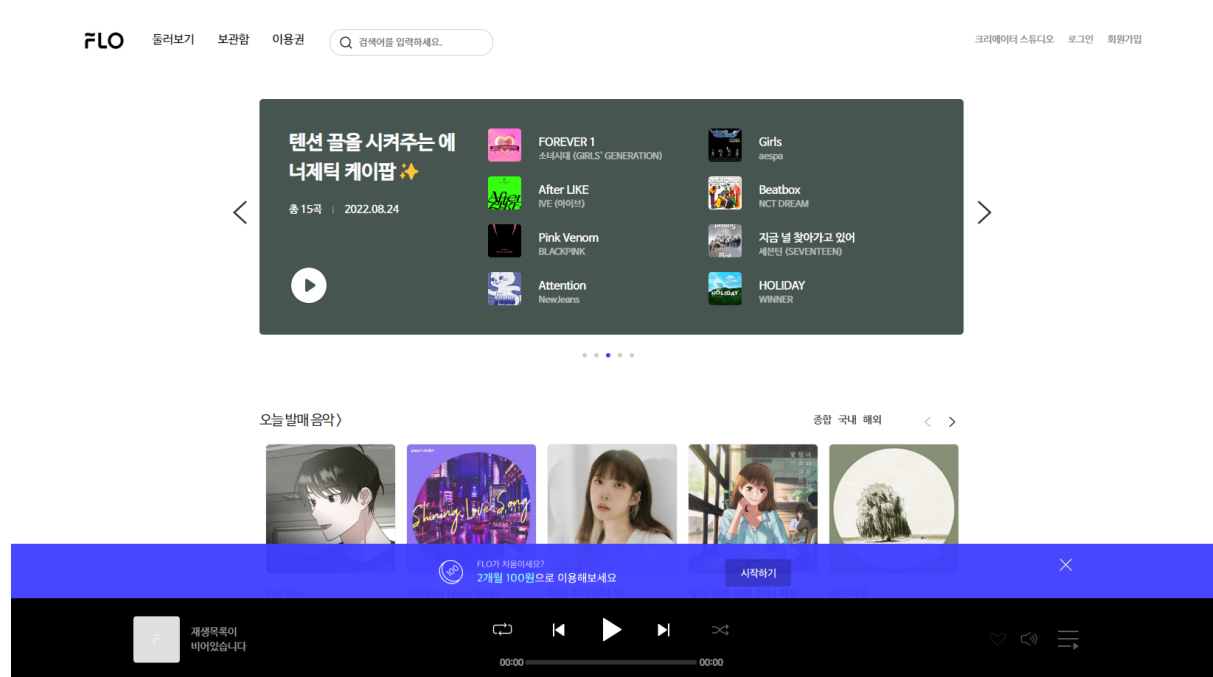 FLO
둘러보기 보관함 이용권
검색어를 입력하세요.
크리에이터 스튜디오 로그인 회원가입
텐션 끌올 시켜주는 에
너제틱 케이팝 ✨
총 15곡 | 2022.08.24
FOREVER 1
소녀시대 (GIRLS' GENERATION)
After LIKE
IVE (아이브)
Pink Venom
BLACKPINK
Attention
NewJeans
Girls
aespa
Beatbox
NCT DREAM
지금 널 찾아가고 있어
세븐틴 (SEVENTEEN)
HOLIDAY
WINNER
오늘 발매 음악 〉
종합 국내 해외
Shining Love Song
FLO가 처음이세요?
2개월 100원으로 이용해보세요
100
시작하기
재생목록이
비어있습니다
00:00
00:00